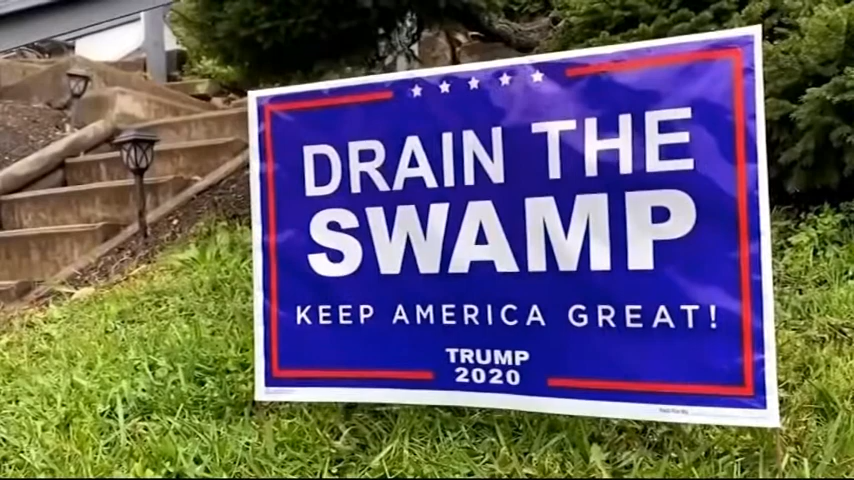 DRAIN THE
SWAMP
KEEP AMERICA GREAT!
TRUMP
2020